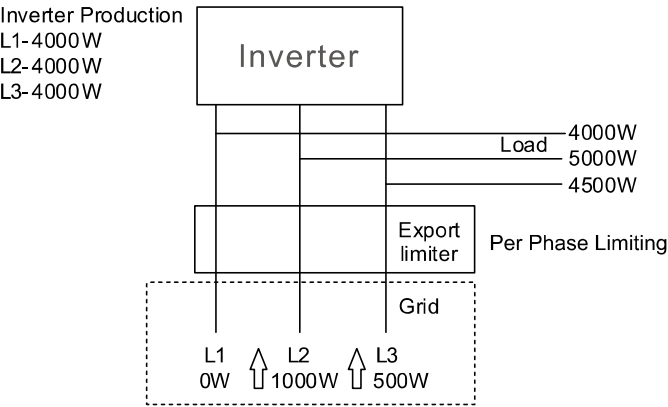 Inverter Production
L1-4000W
L2-4000W
L3-4000W
Inverter
Load
4000W
5000W
4500W
Export
limiter
Per Phase Limiting
Grid
L1 L2 L3
0W 1000W 500W